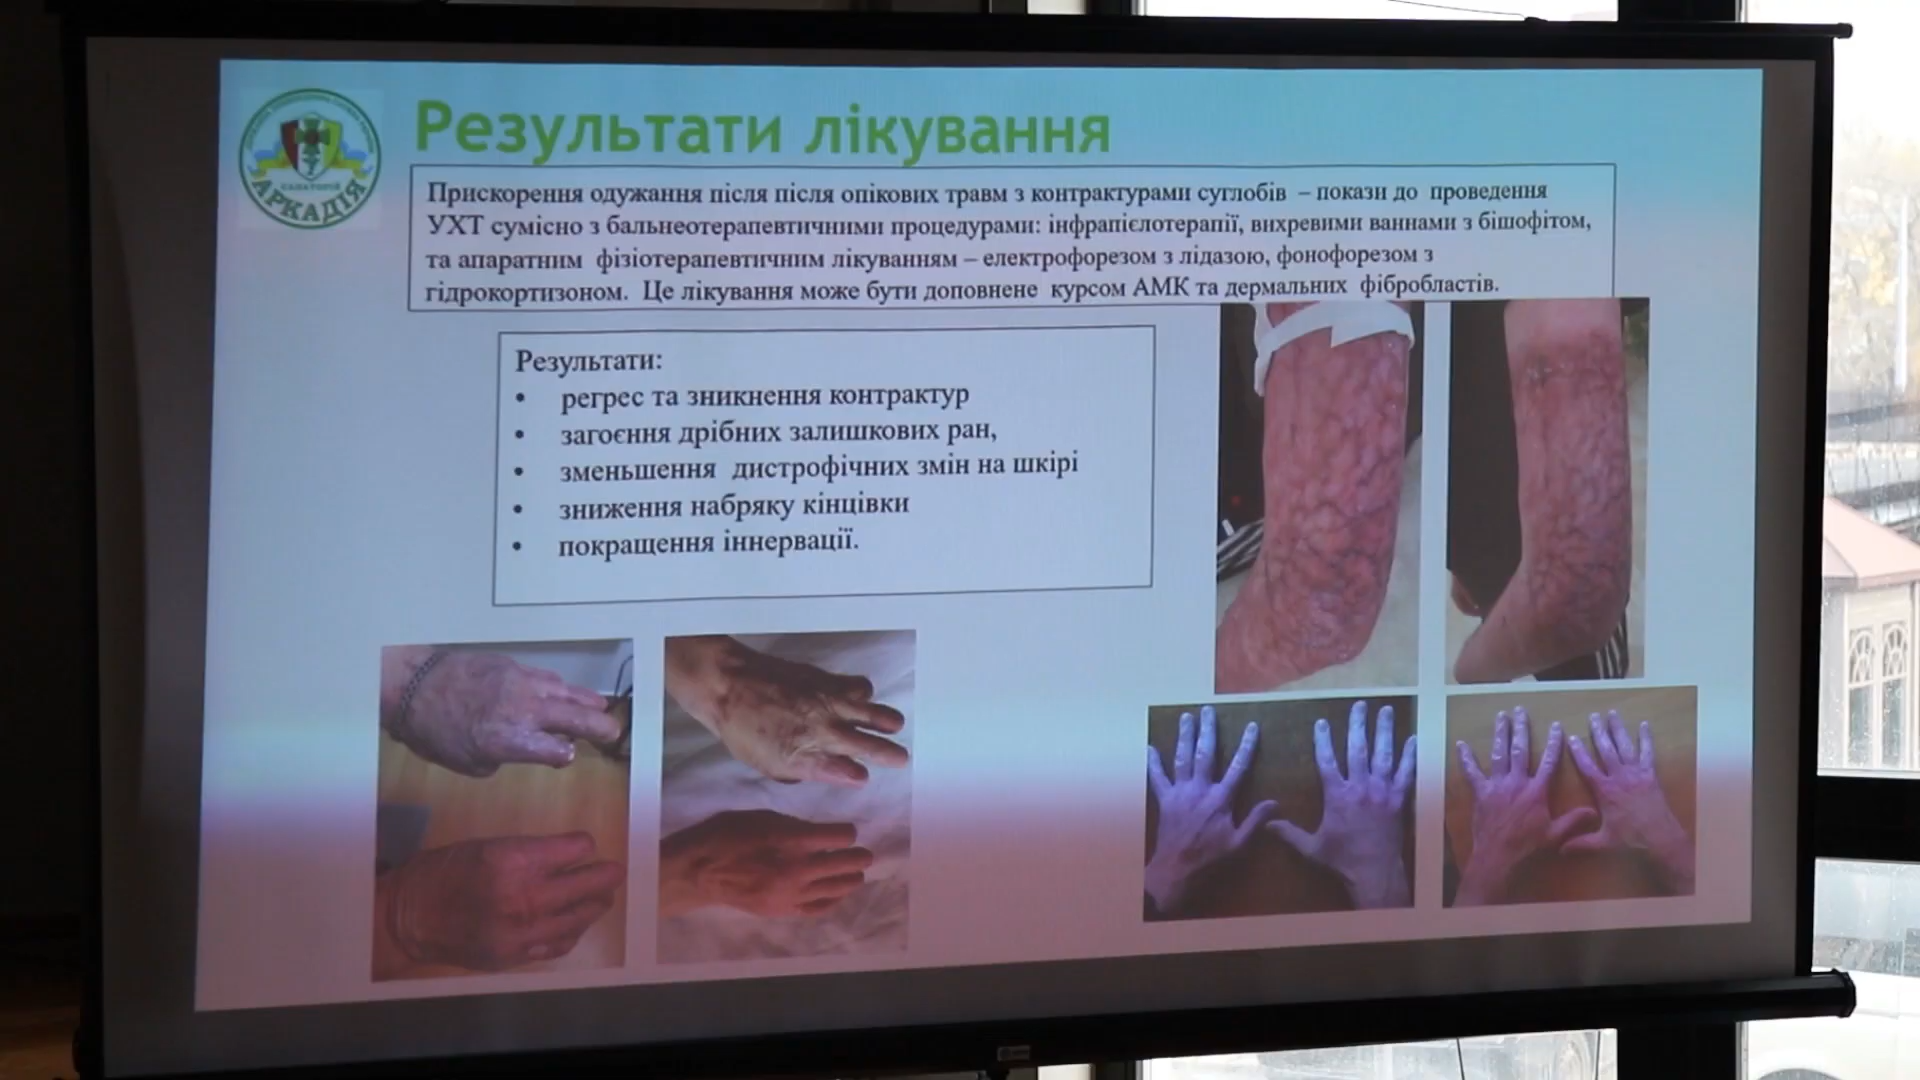 Результати лікування
САНАТОРІЙ
АРКАДІЯ
Прискорення одужання після після опікових травм з контрактурами суглобів – покази до проведення
УХТ сумісно з бальнеотерапевтичними процедурами: інфрапієлотерапії, вихревими ваннами з бішофітом,
та апаратним фізіотерапевтичним лікуванням – електрофорезом з лідазою, фонофорезом з
гідрокортизоном. Це лікування може бути доповнене курсом АМК та дермальних фібробластів.
Результати:
• регрес та зникнення контрактур
• загоєння дрібних залишкових ран,
• зменьшення дистрофічних змін на шкірі
• зниження набряку кінцівки
• покращення іннервації.